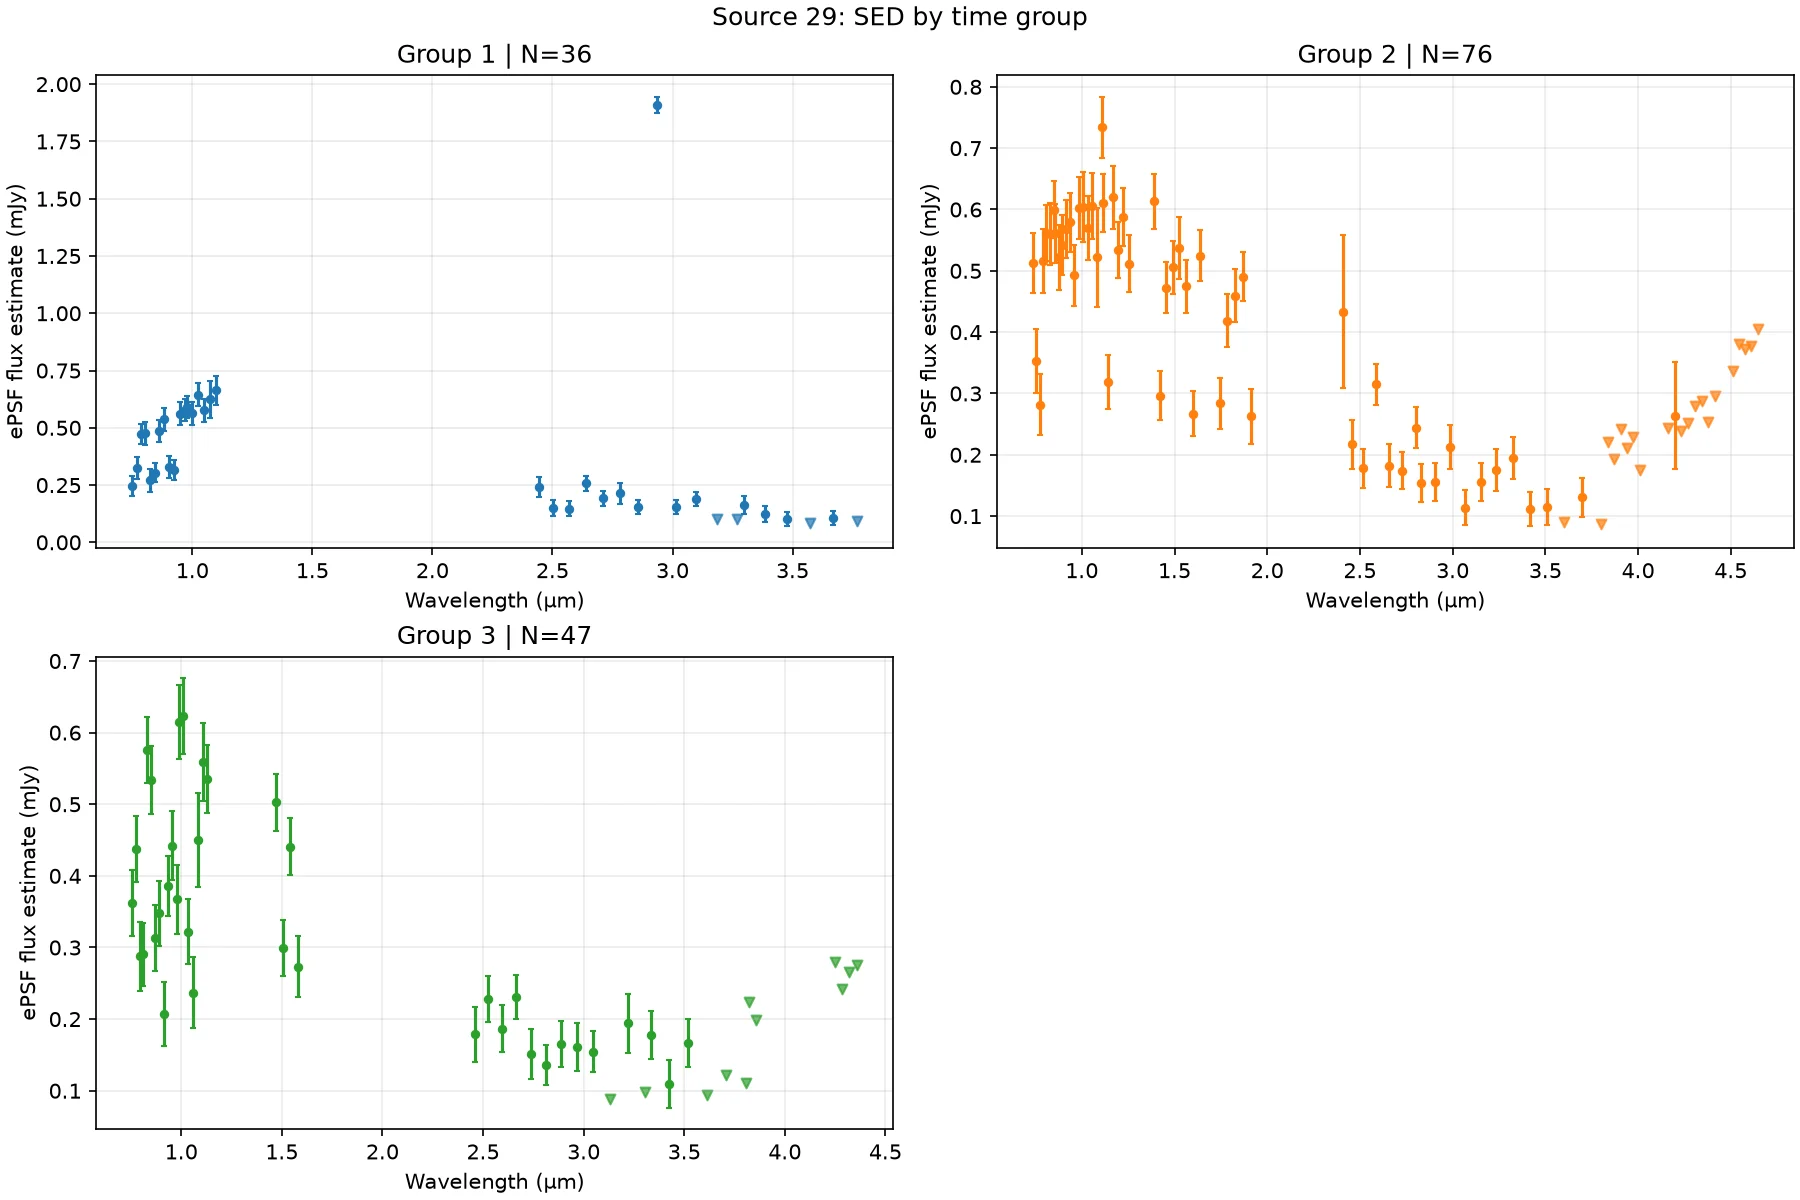 Source 29: SED by time group
Group 1 | N=36
ePSF flux estimate (mJy)
2.00
1.75
1.50
1.25
1.00
0.75
0.50
0.25
0.00
1.0 1.5 2.0 2.5 3.0 3.5
Wavelength (µm)
Group 2 | N=76
ePSF flux estimate (mJy)
0.8
0.7
0.6
0.5
0.4
0.3
0.2
0.1
1.0 1.5 2.0 2.5 3.0 3.5 4.0 4.5
Wavelength (µm)
Group 3 | N=47
ePSF flux estimate (mJy)
0.7
0.6
0.5
0.4
0.3
0.2
0.1
1.0 1.5 2.0 2.5 3.0 3.5 4.0 4.5
Wavelength (µm)